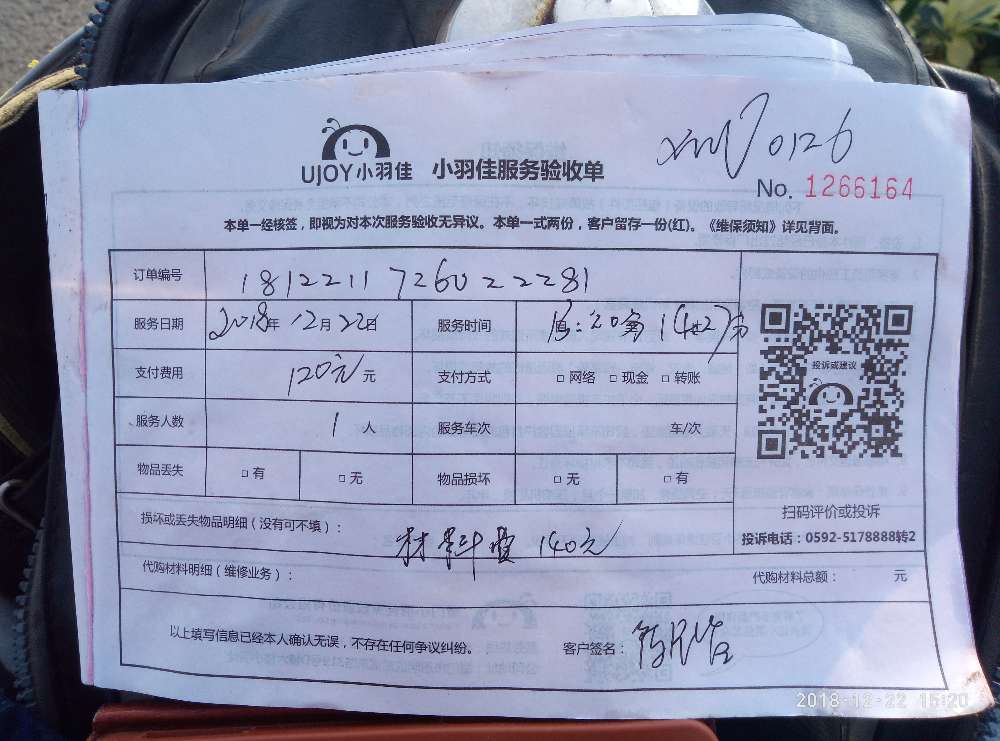 xm 0126
UJOY小羽佳 小羽佳服务验收单
No. 1266164
本单一经核签，即视为对本次服务验收无异议。本单一式两份，客户留存一份(红)。《维保须知》详见背面。
订单编号 181221172602281
服务日期 2018年12月22日 服务时间
支付费用 120元 元 支付方式 □ 网络 □ 现金 □ 转账
投诉或建议
服务人数 1 人 服务车次 车/次
物品丢失 □ 有 □ 无 物品损坏 □ 无 □ 有
扫码评价或投诉
损坏或丢失物品明细（没有可不填）： 材料费 140元
投诉电话：0592-5178888转2
代购材料明细（维修业务）： 代购材料总额： 元
以上填写信息已经本人确认无误，不存在任何争议纠纷。 客户签名：
2018-12-22 15:20